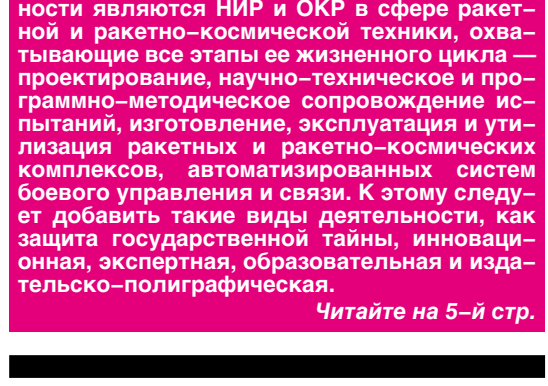 ности являются НИР и ОКР в сфере ракет–
ной и ракетно–космической техники, охва–
тывающие все этапы ее жизненного цикла —
проектирование, научно–техническое и про–
граммно–методическое сопровождение ис–
пытаний, изготовление, эксплуатация и ути–
лизация ракетных и ракетно–космических
комплексов, автоматизированных систем
боевого управления и связи. К этому следу–
ет добавить такие виды деятельности, как
защита государственной тайны, инноваци–
онная, экспертная, образовательная и изда–
тельско–полиграфическая.
Читайте на 5–й стр.